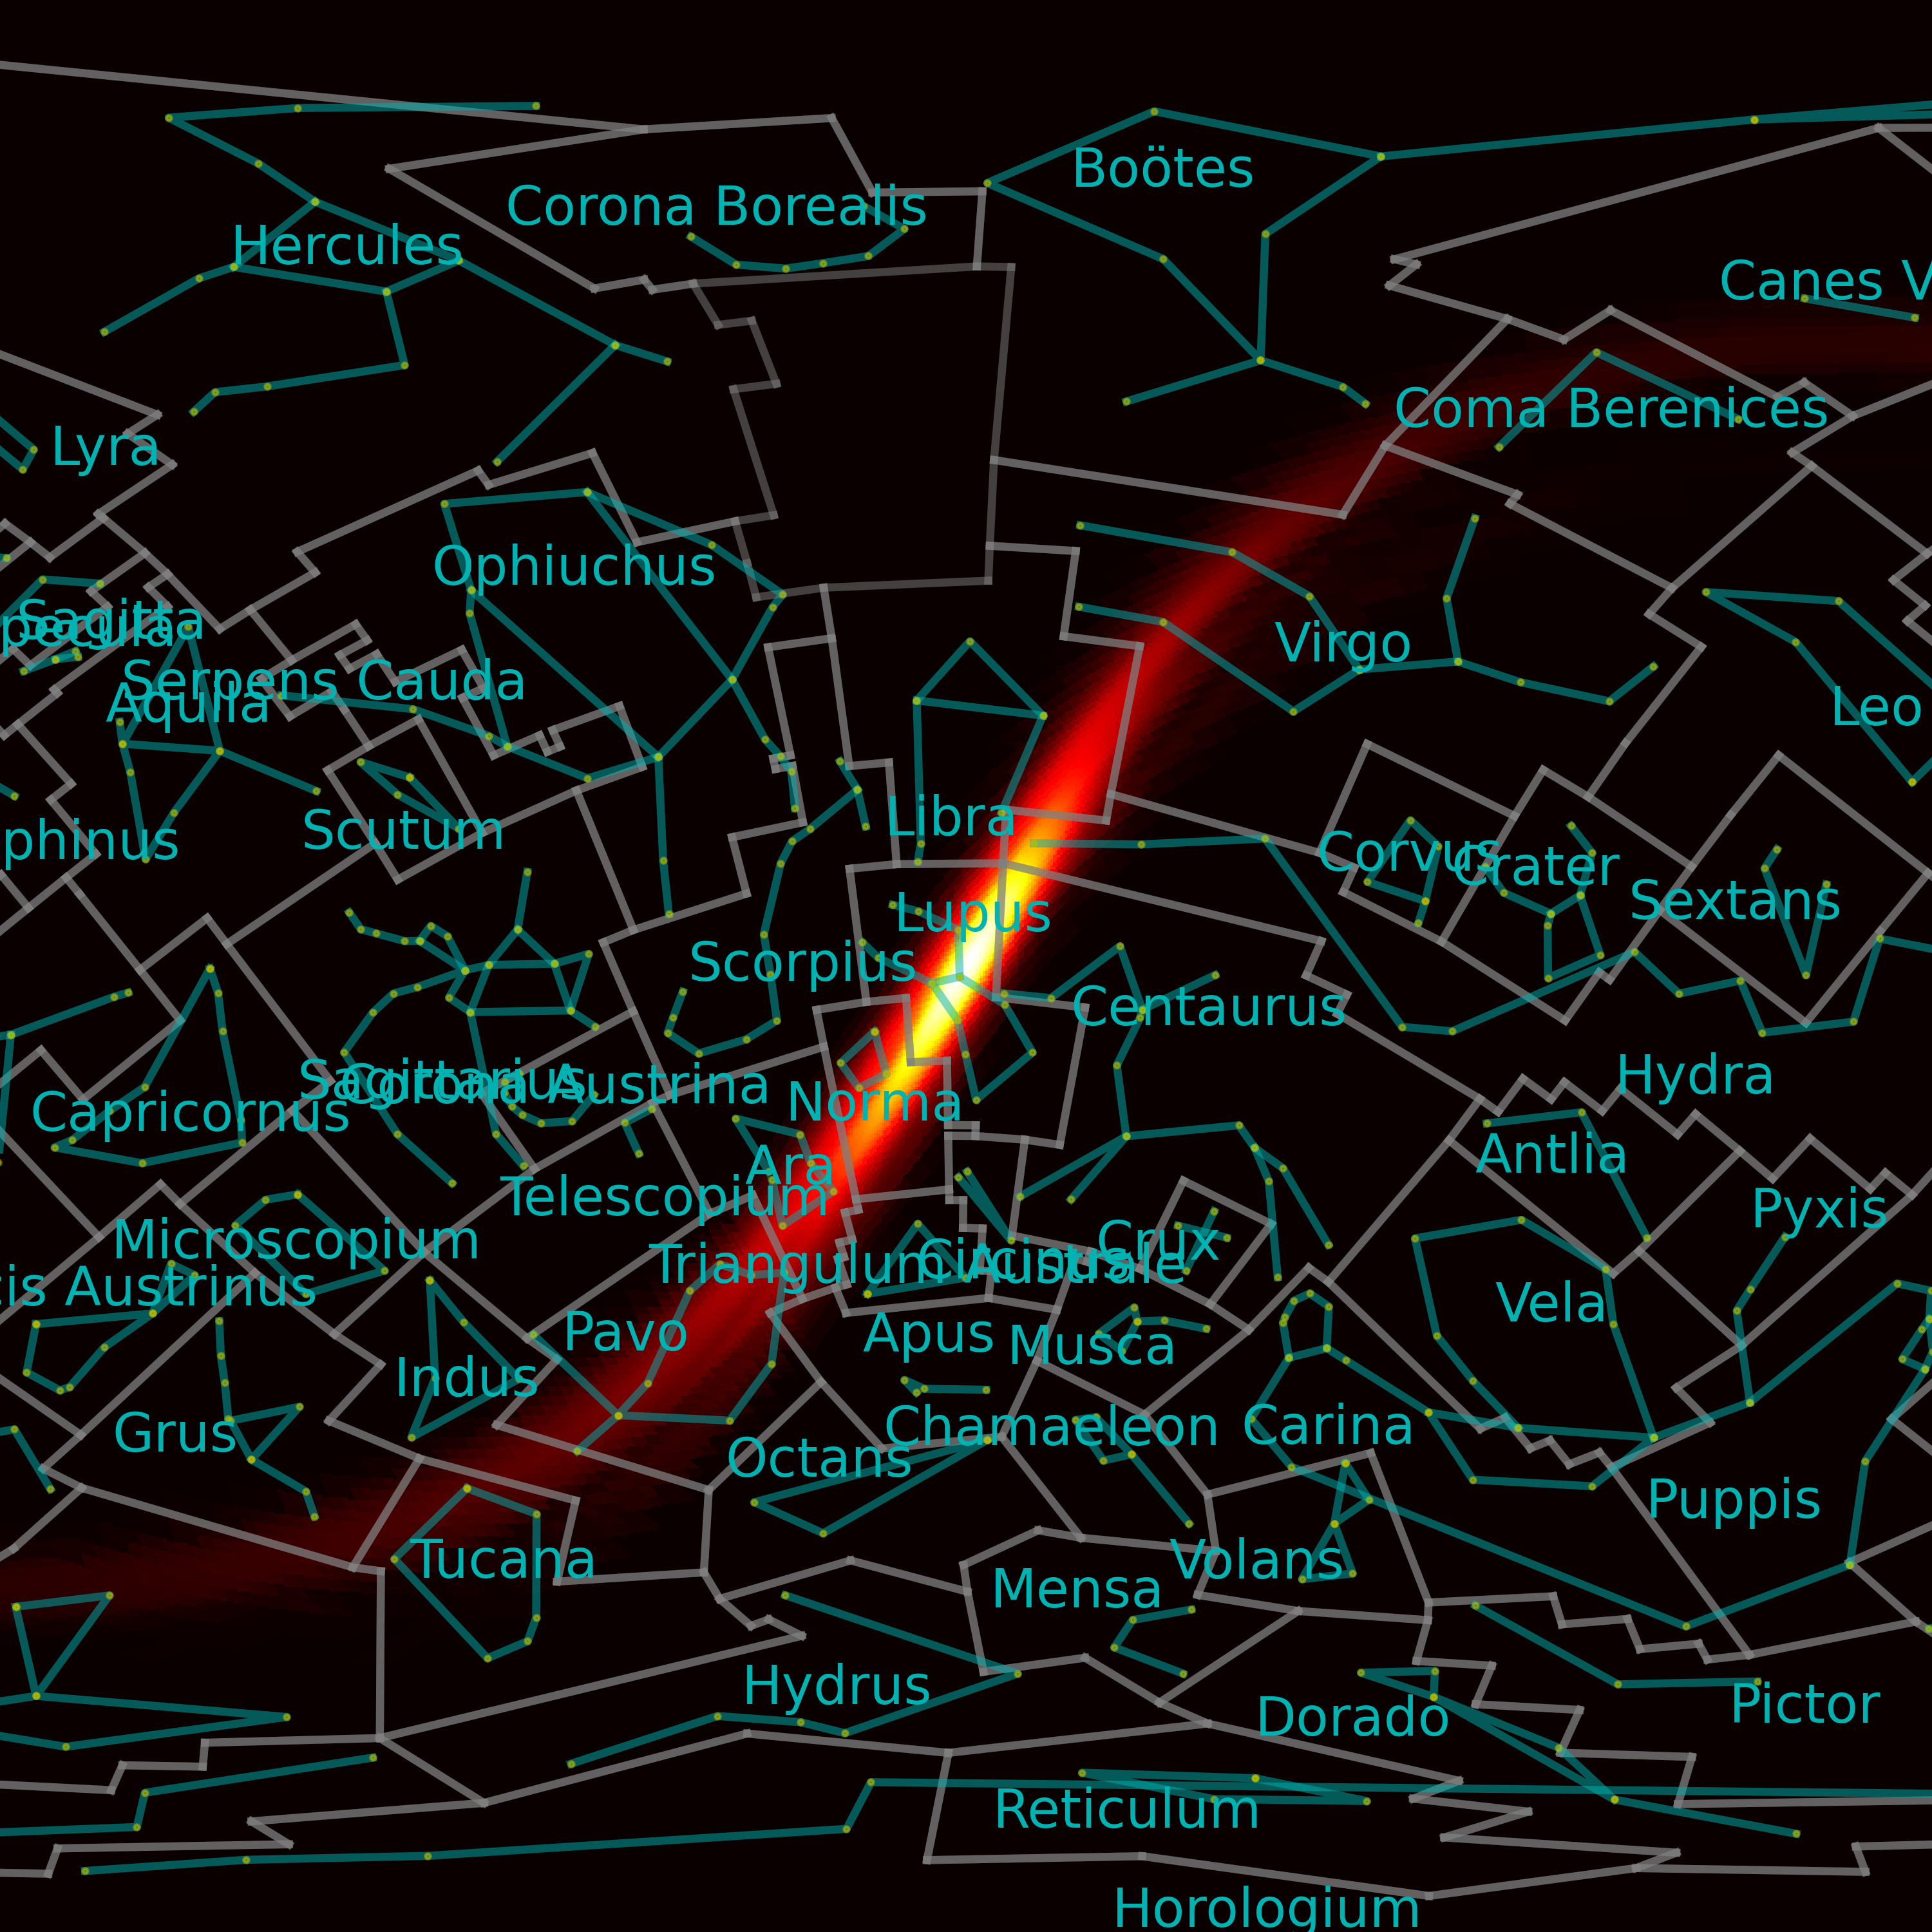 Boötes
Corona Borealis
Hercules
Canes V
Coma Berenices
Lyra
Ophiuchus
Sagitta
pecula
Virgo
Serpens Cauda
Aquila
Leo
Libra
Scutum
phinus
Corvus
Crater
Sextans
Lupus
Scorpius
Centaurus
Hydra
Sagittarius
Corona Austrina
Capricornus
Norma
Antlia
Ara
Telescopium
Pyxis
Microscopium
Crux
Triangulum Australe
Circinus
cis Austrinus
Vela
Pavo
Apus
Musca
Indus
Grus
Chamaeleon
Carina
Octans
Puppis
Tucana
Volans
Mensa
Hydrus
Pictor
Dorado
Reticulum
Horologium